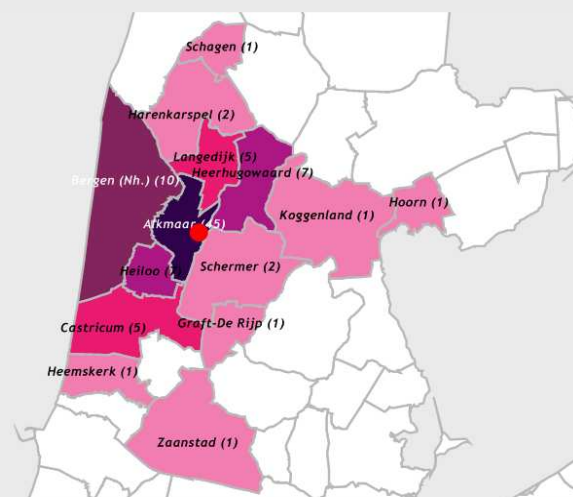 Schagen (1)
Harenkarspel (2)
Langedijk (5)
Heerhugowaard (7)
Bergen (Nh.) (10)
Koggenland (1)
Hoorn (1)
Alkmaar
Schermer (2)
Heiloo
Castricum (5)
Graft-De Rijp (1)
Heemskerk (1)
Zaanstad (1)